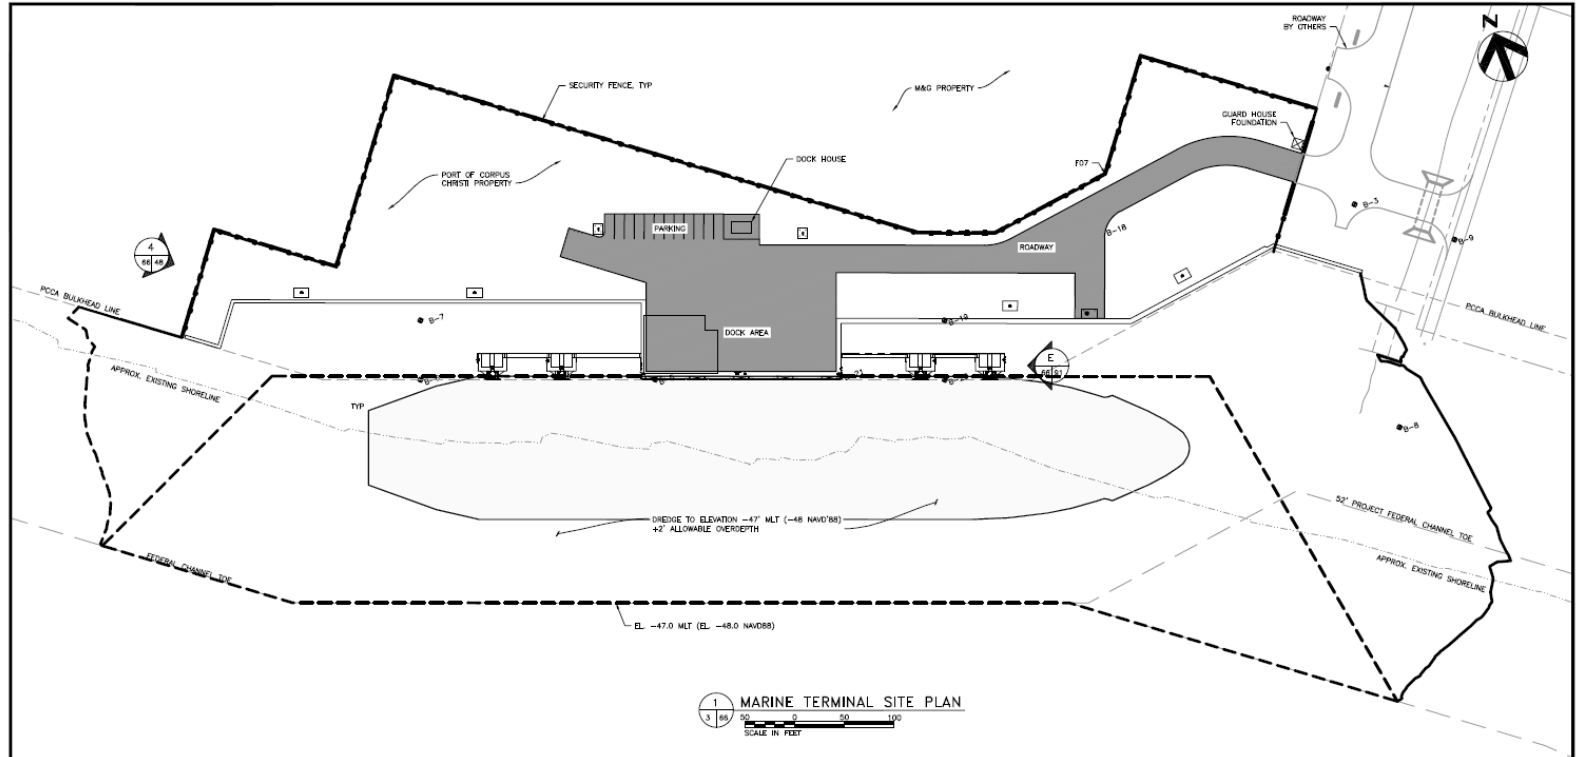 ROADWAY
BY OTHERS
N
SECURITY FENCE, TYP
M&G PROPERTY
GUARD HOUSE
FOUNDATION
DOCK HOUSE
F07
PORT OF CORPUS
CHRISTI PROPERTY
B-3
PARKING
B-18
B-9
4
66 48
ROADWAY
PCCA BULKHEAD LINE
PCCA BULKHEAD LINE
B-7
B-19
DOCK AREA
E
66 91
APPROX. EXISTING SHORELINE
TYP
B-8
52' PROJECT FEDERAL CHANNEL TOE
DREDGE TO ELEVATION -47' MLT (-48 NAVD'88)
+2' ALLOWABLE OVERDEPTH
APPROX. EXISTING SHORELINE
FEDERAL CHANNEL TOE
EL. -47.0 MLT (EL. -48.0 NAVD88)
1
3 66
MARINE TERMINAL SITE PLAN
50 0 50 100
SCALE IN FEET